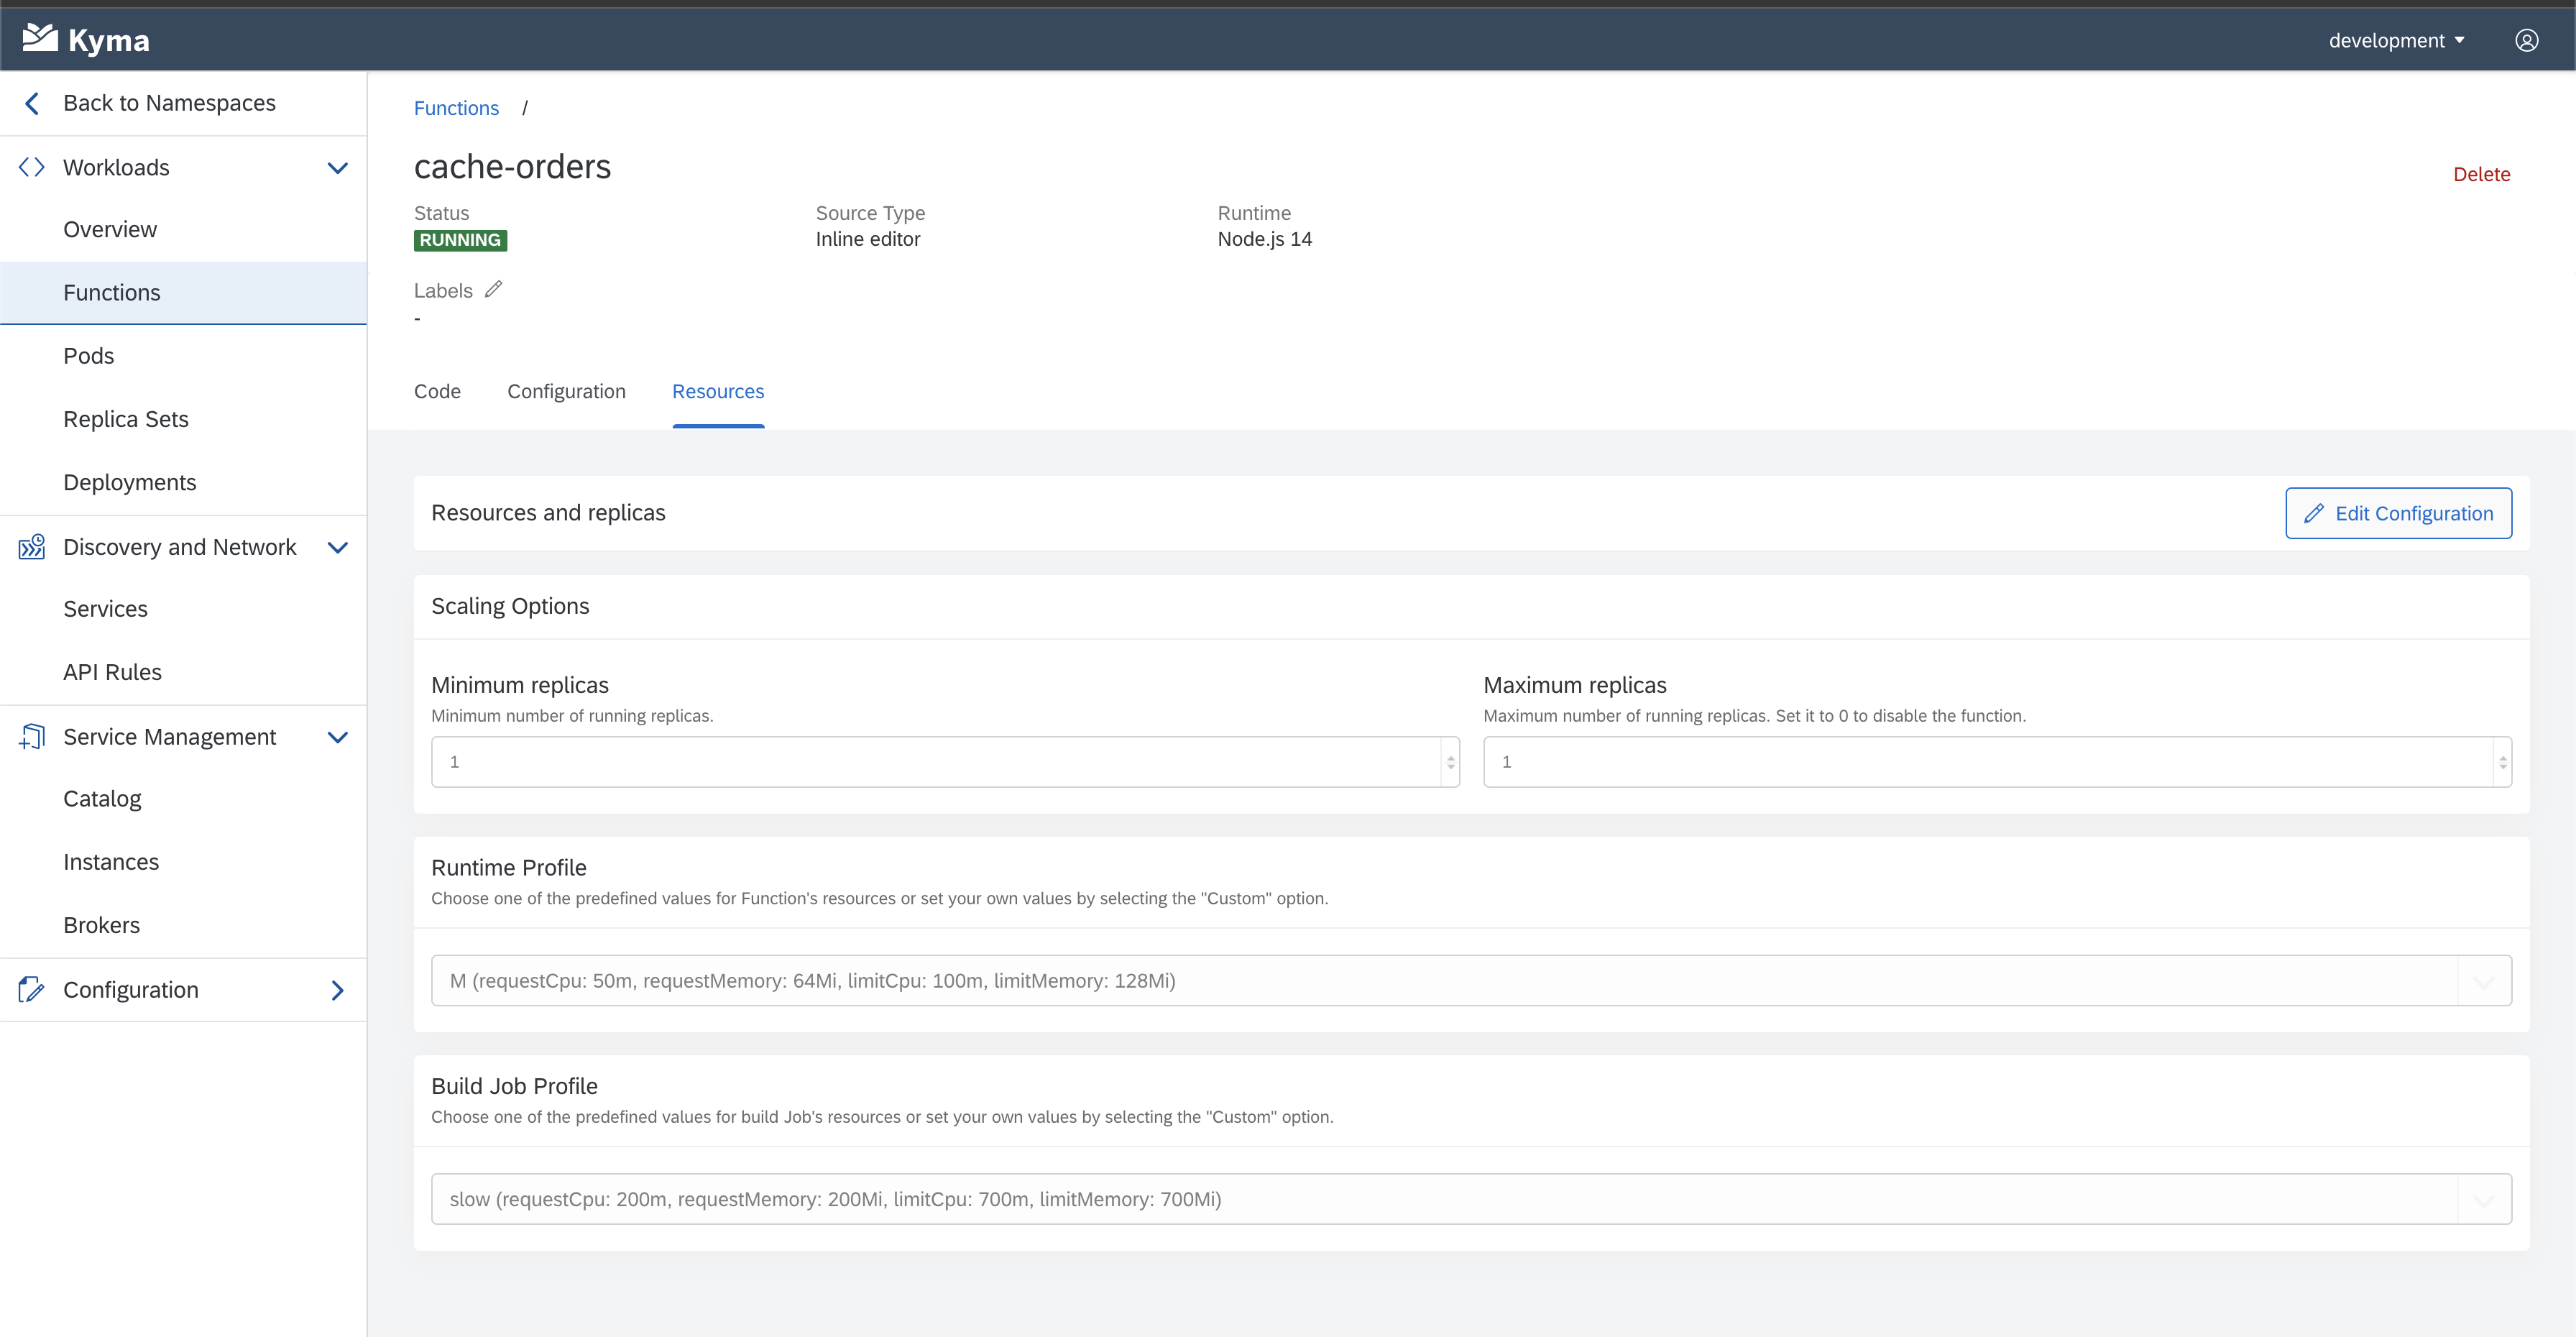 Kyma
development
Back to Namespaces
Workloads
Overview
Functions
Pods
Replica Sets
Deployments
Discovery and Network
Services
API Rules
Service Management
Catalog
Instances
Brokers
Configuration
Functions /
cache-orders
Delete
Status
RUNNING
Source Type
Inline editor
Runtime
Node.js 14
Labels
-
Code Configuration Resources
Resources and replicas
Edit Configuration
Scaling Options
Minimum replicas
Minimum number of running replicas.
1
Maximum replicas
Maximum number of running replicas. Set it to 0 to disable the function.
1
Runtime Profile
Choose one of the predefined values for Function's resources or set your own values by selecting the "Custom" option.
M (requestCpu: 50m, requestMemory: 64Mi, limitCpu: 100m, limitMemory: 128Mi)
Build Job Profile
Choose one of the predefined values for build Job's resources or set your own values by selecting the "Custom" option.
slow (requestCpu: 200m, requestMemory: 200Mi, limitCpu: 700m, limitMemory: 700Mi)